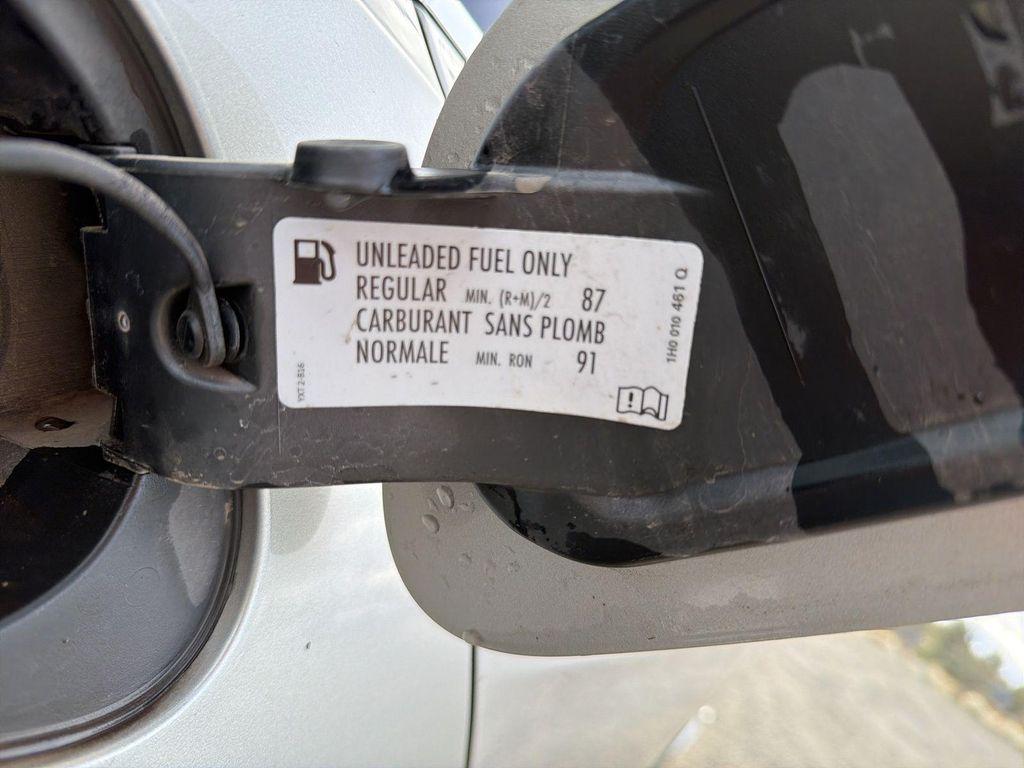 UNLEADED FUEL ONLY
REGULAR MIN. (R+M)/2 87
CARBURANT SANS PLOMB
NORMALE MIN. RON 91
1H0 010 461 Q